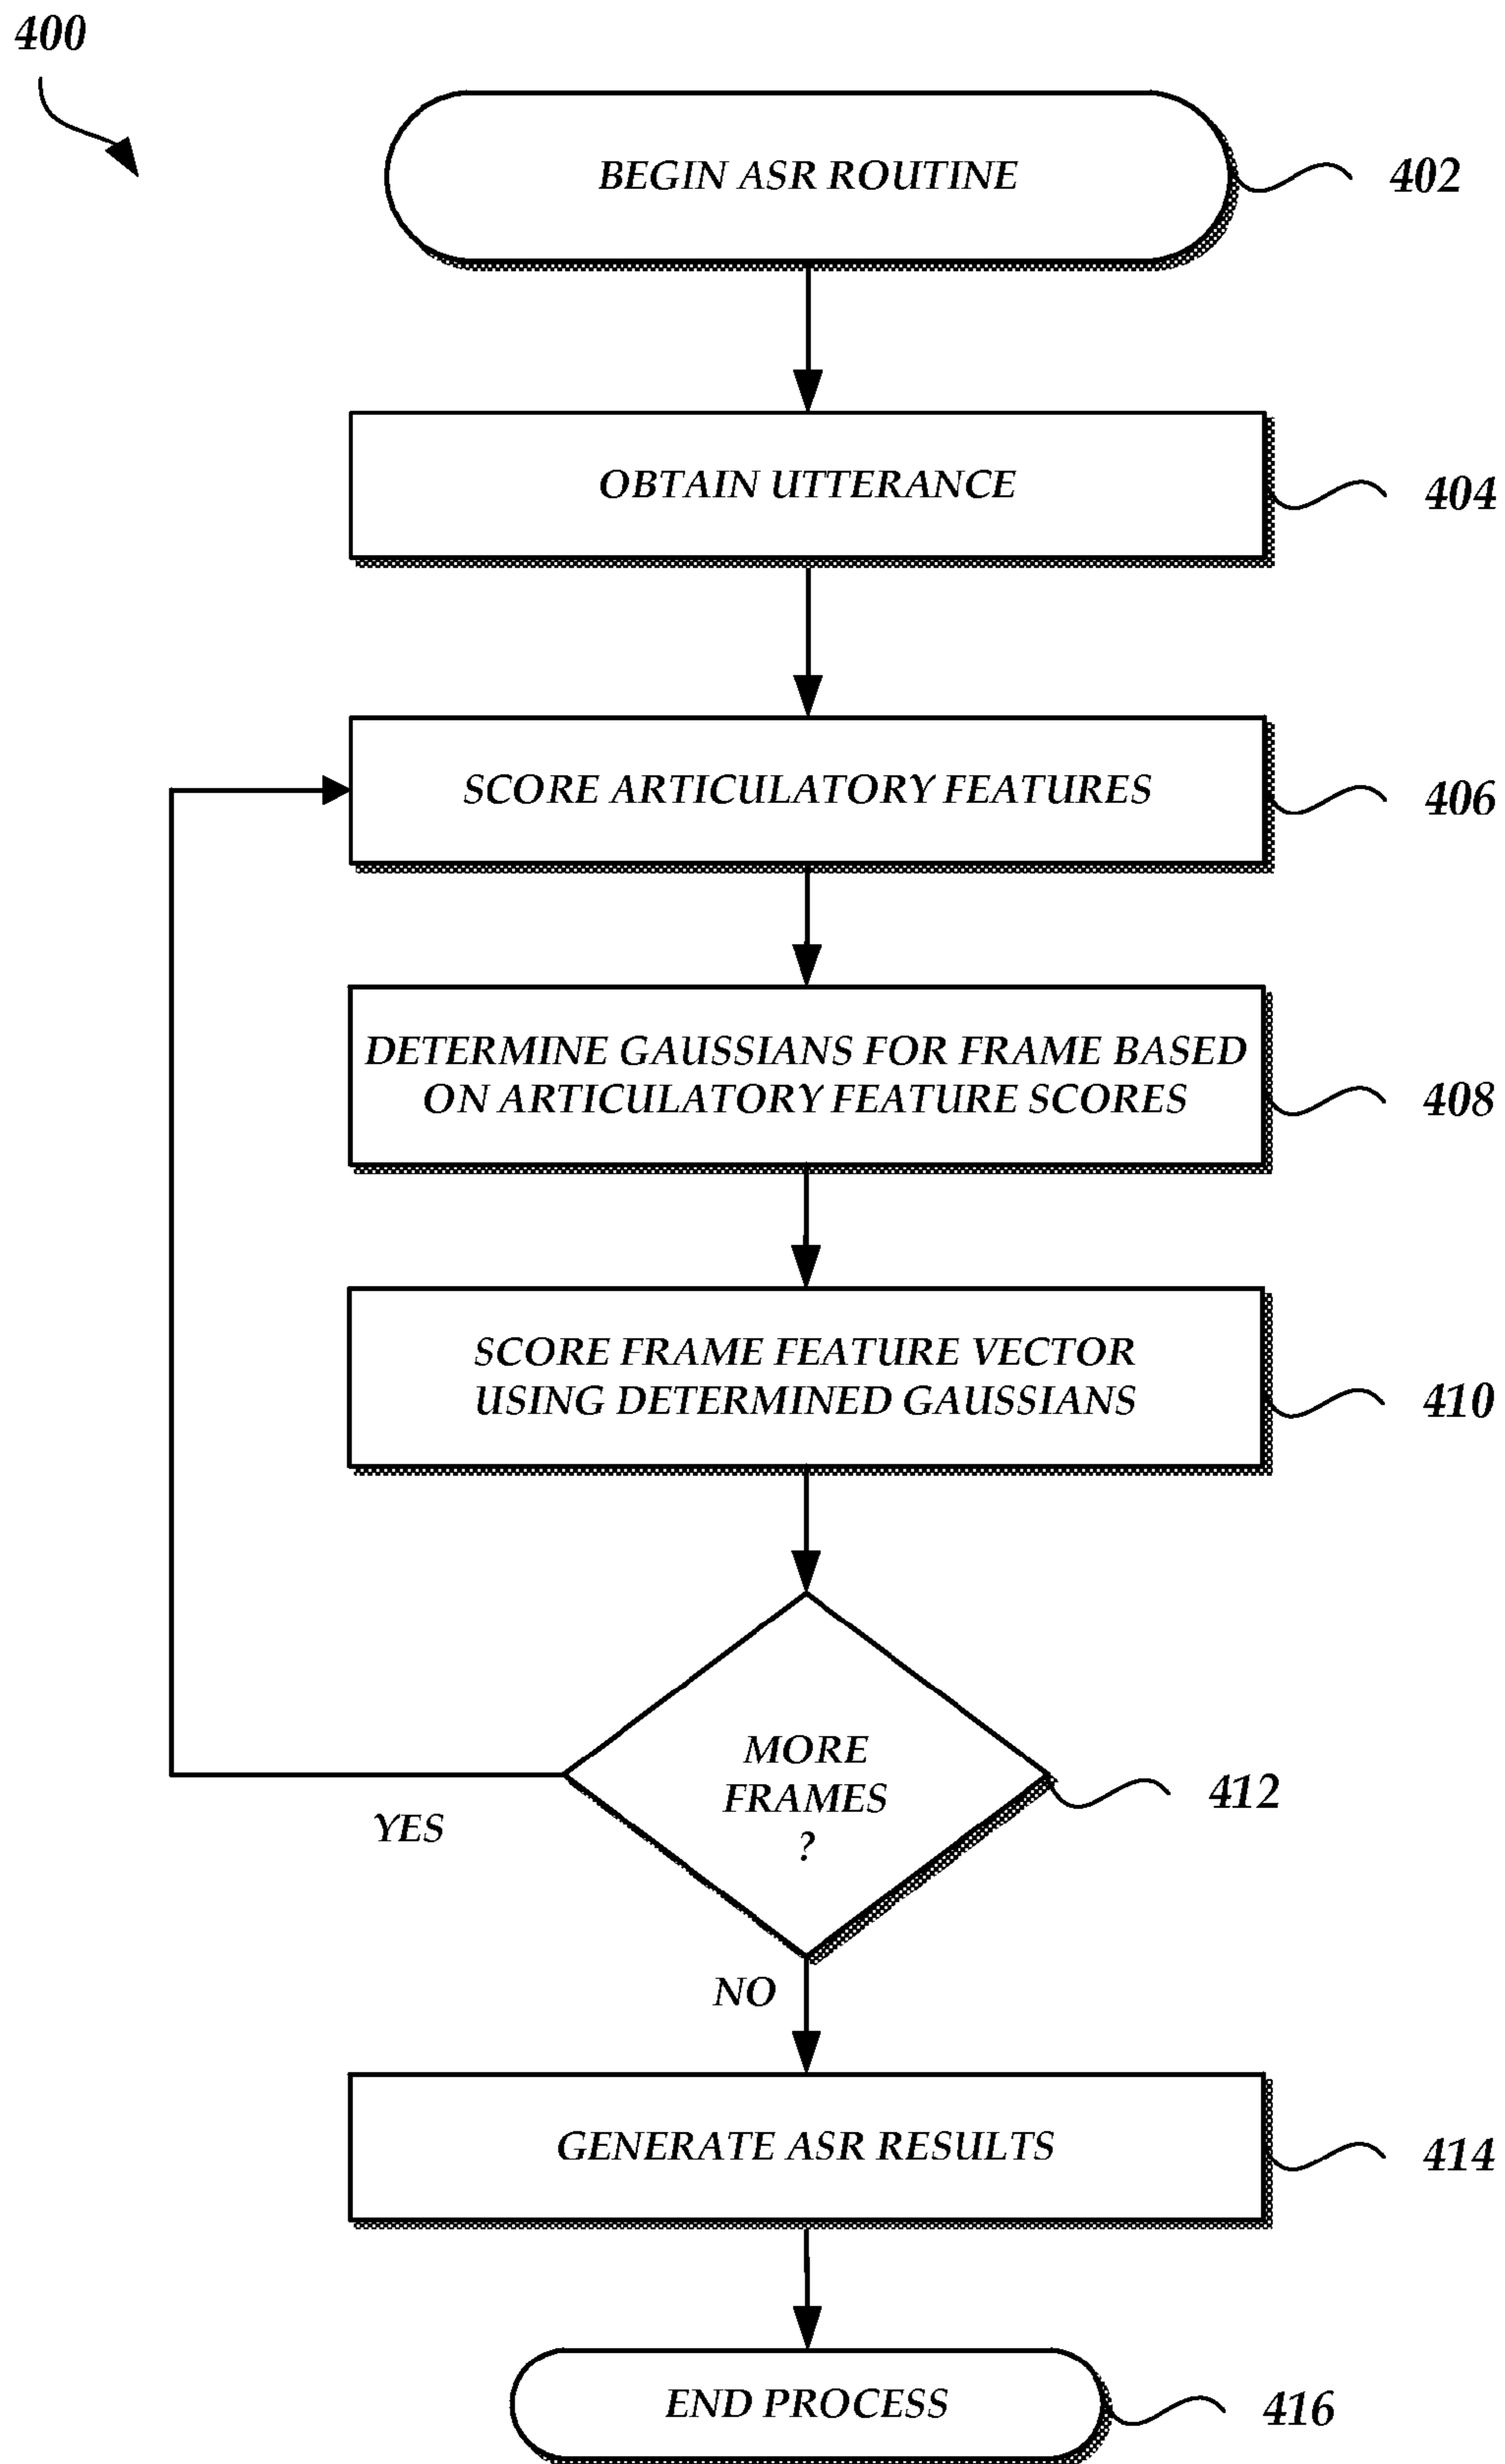 400
BEGIN ASR ROUTINE
402
OBTAIN UTTERANCE
404
SCORE ARTICULATORY FEATURES
406
DETERMINE GAUSSIANS FOR FRAME BASED
ON ARTICULATORY FEATURE SCORES
408
SCORE FRAME FEATURE VECTOR
USING DETERMINED GAUSSIANS
410
MORE
FRAMES
?
412
YES
NO
GENERATE ASR RESULTS
414
END PROCESS
416